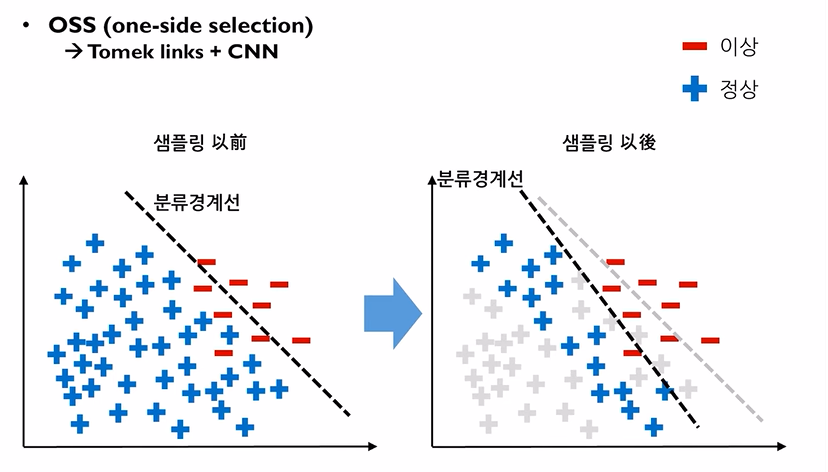 • OSS (one-side selection)
→ Tomek links + CNN
이상
정상
샘플링 以前
샘플링 以後
분류경계선
분류경계선